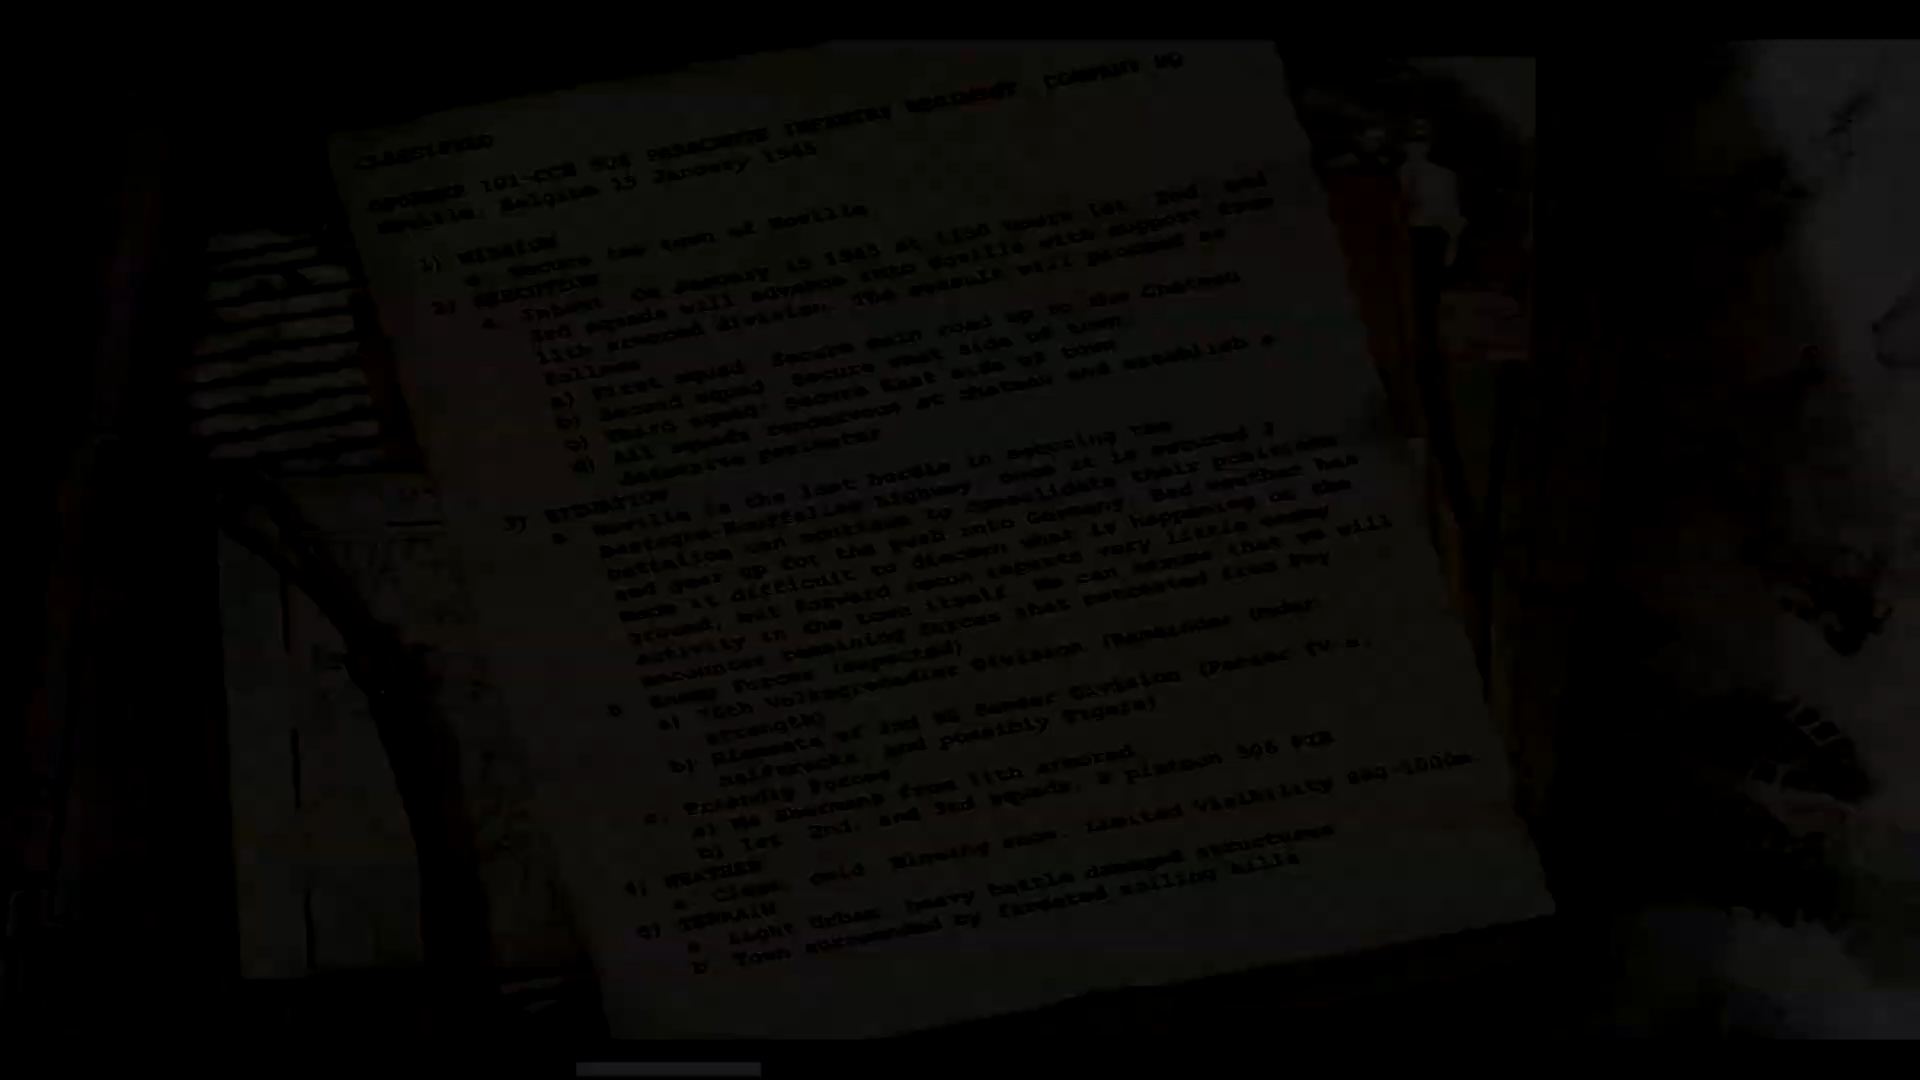 CLASSIFIED
OPORDER 101-CCH 506 PARACHUTE INFANTRY REGIMENT, COMPANY HQ
Noville, Belgium 15 January 1945
1) MISSION
a. Secure the town of Noville
2) EXECUTION
a. Intent: On January 15 1945 at 1130 hours 1st, 2nd, and
3rd squads will advance into Noville with support from
11th armored division. The assault will proceed as
follows
a) First squad: Secure main road up to the Chateau
b) Second squad: Secure west side of town
c) Third squad: Secure East side of town
d) All squads rendezvous at chateau and establish a
defensive perimeter
3) SITUATION
a. Noville is the last hurdle in securing the
Bastogne-Houffalize highway, once it is secured
battalion can continue to consolidate their positions
and gear up for the push into Germany. Bad weather has
made it difficult to discern what is happening on the
ground, but forward recon reports very little enemy
activity in the town itself. We can assume that we will
encounter remaining forces that retreated from Foy
b. Enemy Forces (expected)
a) 78th Volksgrenadier Division (Remainder Under
strength)
b) Elements of 2nd SS Panzer Division (Panzer IV's,
halftracks, and possibly Tigers)
c. Friendly Forces
a) M4 Shermans from 11th armored
b) 1st, 2nd, and 3rd squads, 2 platoon 506 PIR
4) WEATHER
a. Clear, cold. Blowing snow. Limited Visibility 800-1000m
5) TERRAIN
a. Light Urban, heavy battle damaged structures
b. Town surrounded by forested rolling hills